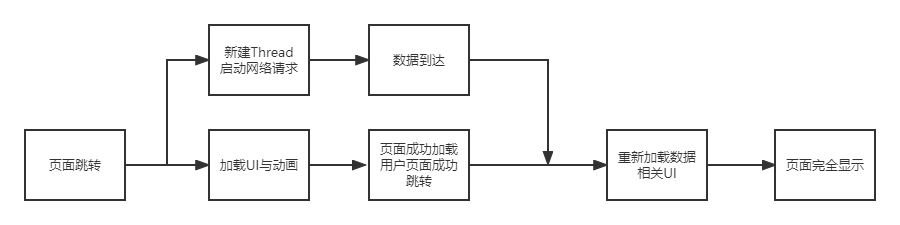 新建Thread
启动网络请求
数据到达
页面跳转
加载UI与动画
页面成功加载
用户页面成功
跳转
重新加载数据
相关UI
页面完全显示